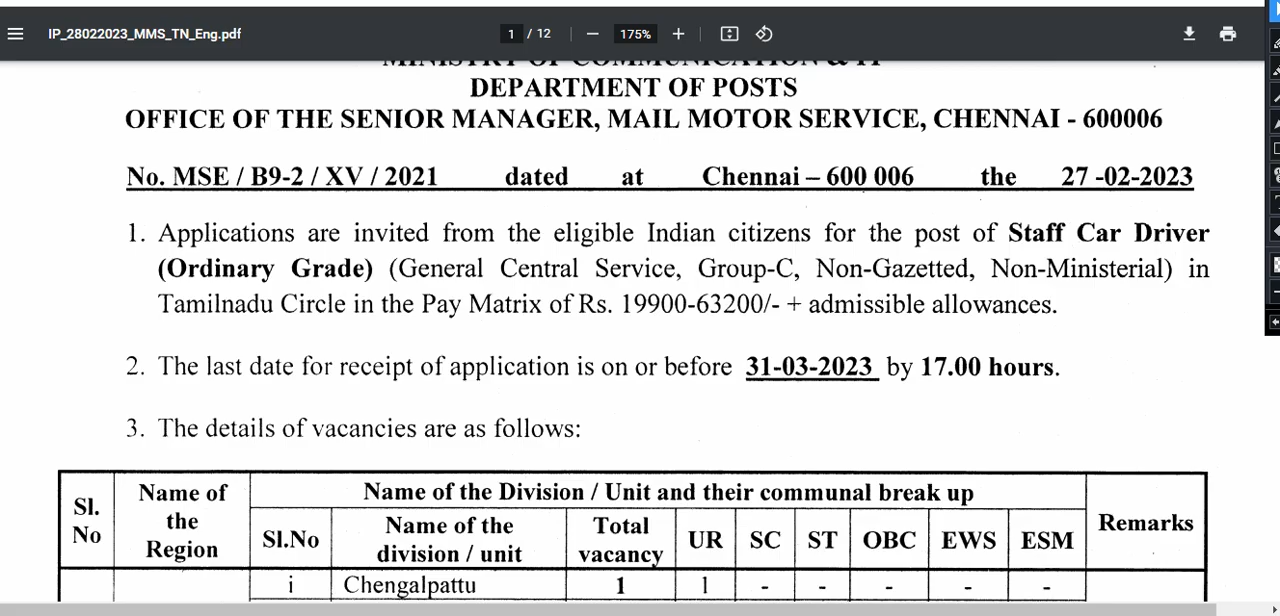 IP_28022023_MMS_TN_Eng.pdf
1 / 12
175%
MINISTRY OF COMMUNICATION & IT
DEPARTMENT OF POSTS
OFFICE OF THE SENIOR MANAGER, MAIL MOTOR SERVICE, CHENNAI - 600006
No. MSE / B9-2 / XV / 2021 dated at Chennai – 600 006 the 27 -02-2023
1. Applications are invited from the eligible Indian citizens for the post of Staff Car Driver
(Ordinary Grade) (General Central Service, Group-C, Non-Gazetted, Non-Ministerial) in
Tamilnadu Circle in the Pay Matrix of Rs. 19900-63200/- + admissible allowances.
2. The last date for receipt of application is on or before 31-03-2023 by 17.00 hours.
3. The details of vacancies are as follows:
Sl. No
Name of the Region
Name of the Division / Unit and their communal break up
Remarks
Sl.No
Name of the division / unit
Total vacancy
UR SC ST OBC EWS ESM
i Chengalpattu 1 1 - - - - -